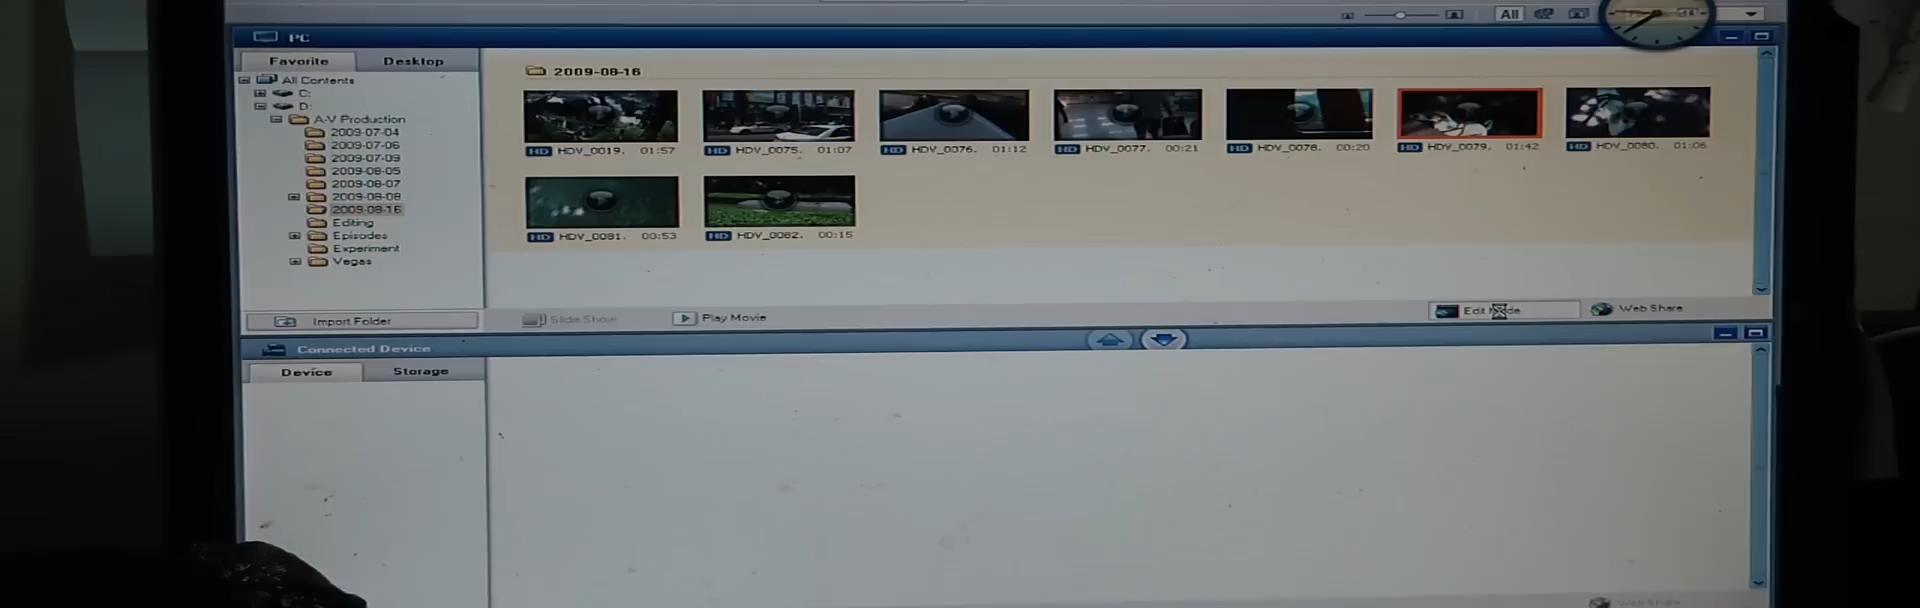 All
PC
Favorite Desktop
2009-08-16
All Contents
C:
D:
A-V Production
2009-07-04
2009-07-06
2009-07-09
2009-08-05
2009-08-07
2009-08-08
2009-08-16
Editing
Episodes
Experiment
Vegas
HD HDV_0019. 01:57
HD HDV_0075. 01:07
HD HDV_0076. 01:12
HD HDV_0077. 00:21
HD HDV_0078. 00:20
HD HDV_0079. 01:42
HD HDV_0080. 01:06
HD HDV_0081. 00:53
HD HDV_0082. 00:15
Import Folder
Slide Show
Play Movie
Edit
Web Share
Connected Device
Device Storage
Web Share